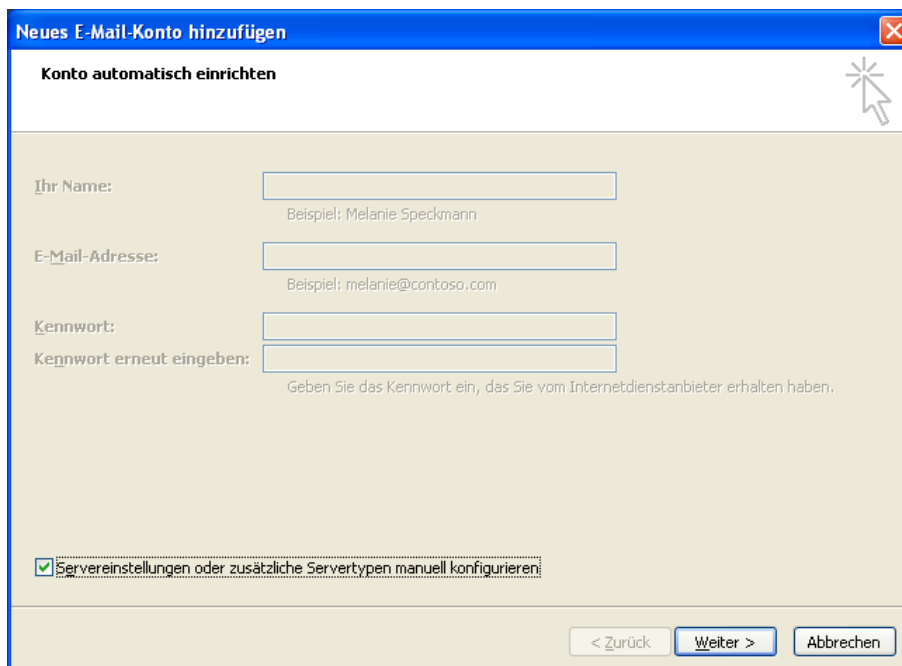 Neues E-Mail-Konto hinzufügen
Konto automatisch einrichten
Ihr Name:
Beispiel: Melanie Speckmann
E-Mail-Adresse:
Beispiel: melanie@contoso.com
Kennwort:
Kennwort erneut eingeben:
Geben Sie das Kennwort ein, das Sie vom Internetdienstanbieter erhalten haben.
Servereinstellungen oder zusätzliche Servertypen manuell konfigurieren
< Zurück Weiter > Abbrechen